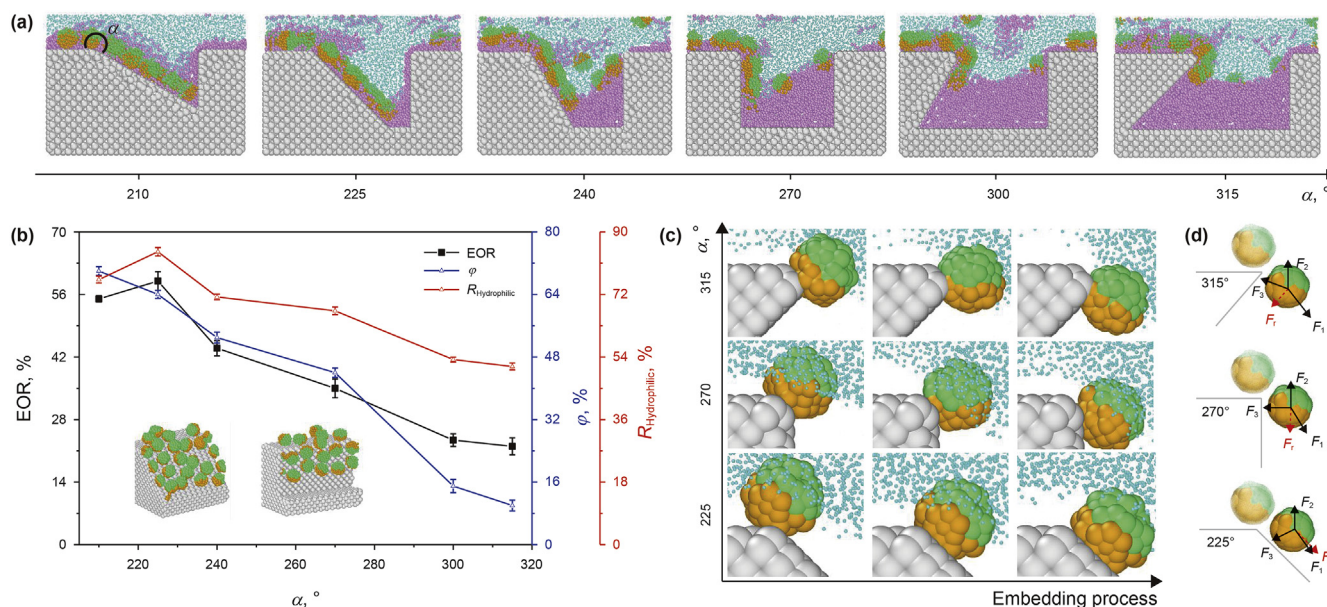 (a)
α
210
225
240
270
300
315
α, °
(b)
70
56
42
28
14
0
EOR, %
EOR
φ
R Hydrophilic
80
64
48
32
16
0
φ, %
90
72
54
36
18
0
R Hydrophilic, %
220
240
260
280
300
320
α, °
(c)
α, °
315
270
225
Embedding process
(d)
315°
F2
F3
Fr
F1
270°
F2
F3
Fr
F1
225°
F2
F3
F1